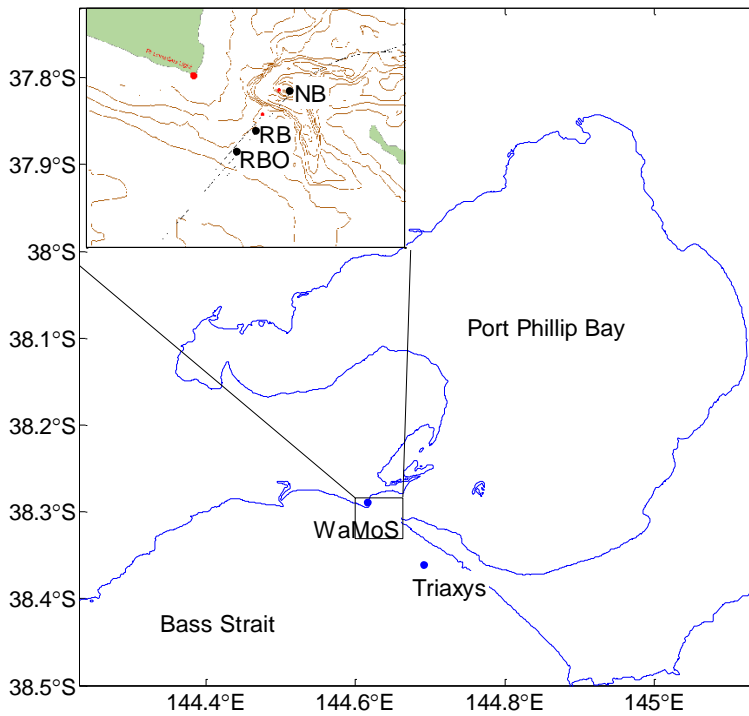 37.8°S
37.9°S
38°S
38.1°S
38.2°S
38.3°S
38.4°S
38.5°S
NB
RB
RBO
Port Phillip Bay
WaMoS
Triaxys
Bass Strait
144.4°E
144.6°E
144.8°E
145°E